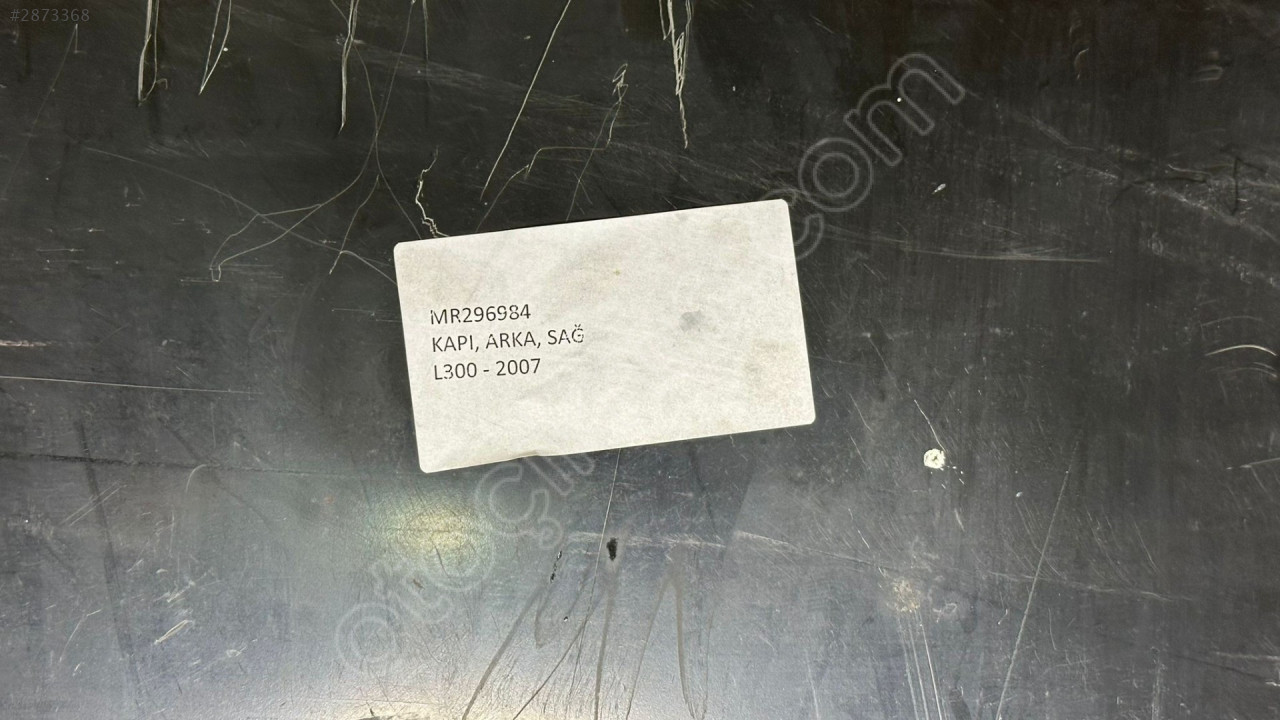 #2873368
MR296984
KAPI, ARKA, SAĞ
L300 - 2007